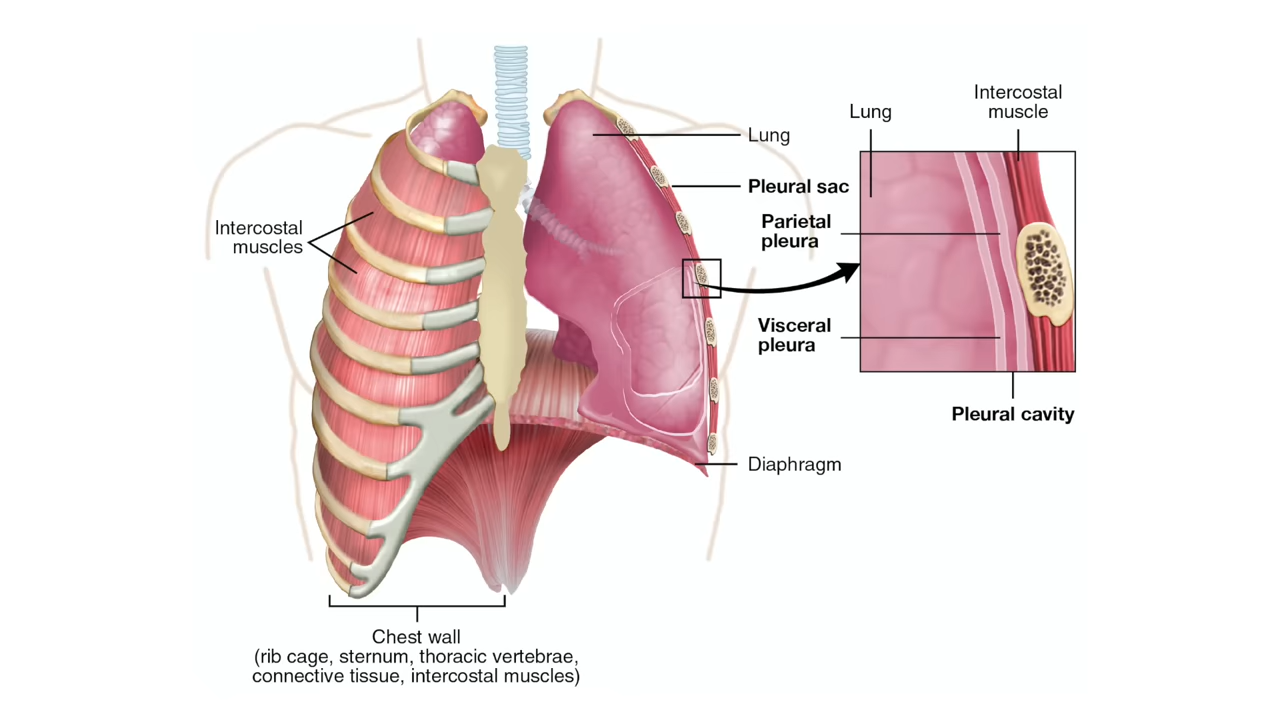 Intercostal
muscle
Lung
Lung
Pleural sac
Parietal
pleura
Intercostal
muscles
Visceral
pleura
Pleural cavity
Diaphragm
Chest wall
(rib cage, sternum, thoracic vertebrae,
connective tissue, intercostal muscles)